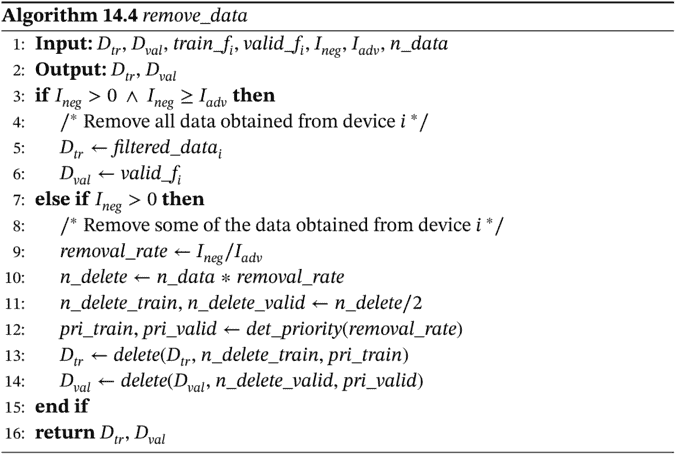 Algorithm 14.4 remove_data
1: Input: D_tr, D_val, train_f_i, valid_f_i, I_neg, I_adv, n_data
2: Output: D_tr, D_val
3: if I_neg > 0 ∧ I_neg ≥ I_adv then
4: /* Remove all data obtained from device i */
5: D_tr ← filtered_data_i
6: D_val ← valid_f_i
7: else if I_neg > 0 then
8: /* Remove some of the data obtained from device i */
9: removal_rate ← I_neg/I_adv
10: n_delete ← n_data * removal_rate
11: n_delete_train, n_delete_valid ← n_delete/2
12: pri_train, pri_valid ← det_priority(removal_rate)
13: D_tr ← delete(D_tr, n_delete_train, pri_train)
14: D_val ← delete(D_val, n_delete_valid, pri_valid)
15: end if
16: return D_tr, D_val